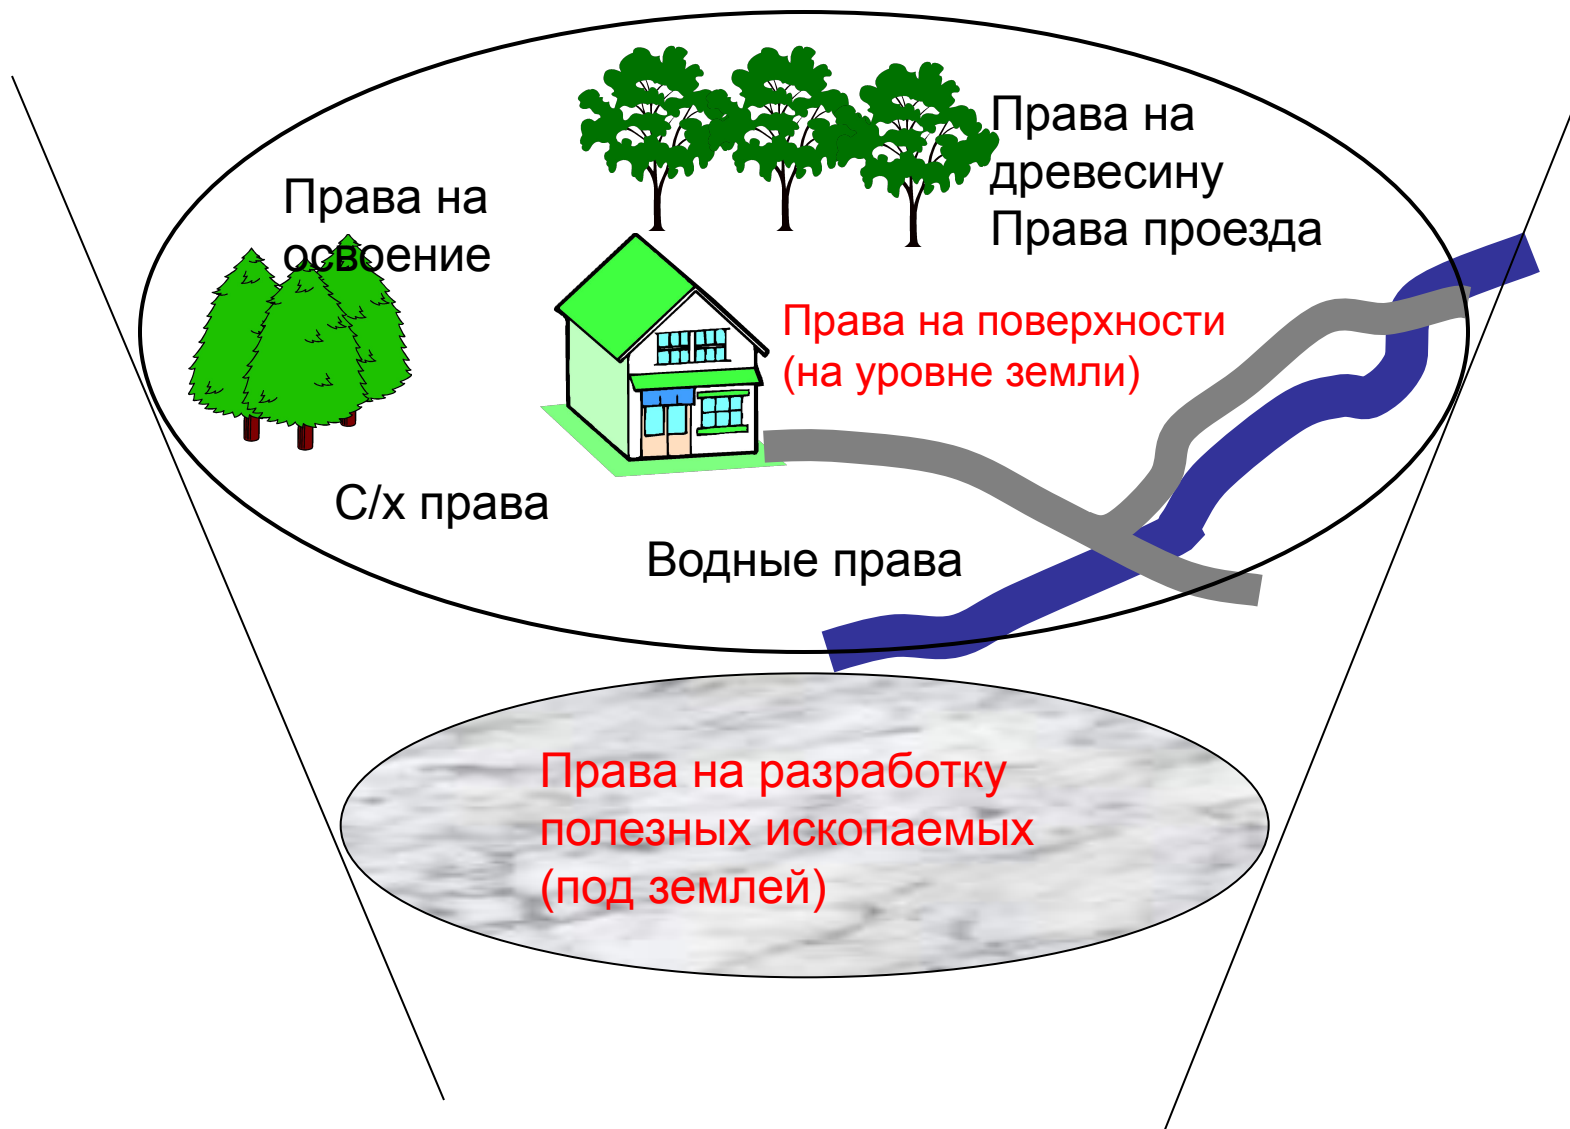 Права на
древесину
Права проезда
Права на
освоение
Права на поверхности
(на уровне земли)
С/х права
Водные права
Права на разработку
полезных ископаемых
(под землей)